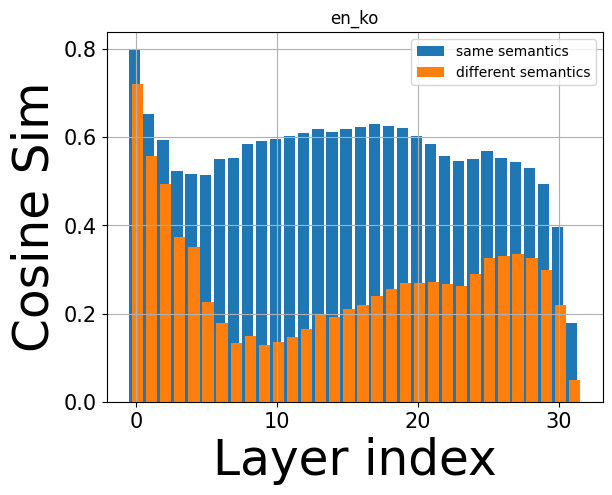 en_ko
same semantics
different semantics
Cosine Sim
0.8
0.6
0.4
0.2
0.0
0 10 20 30
Layer index